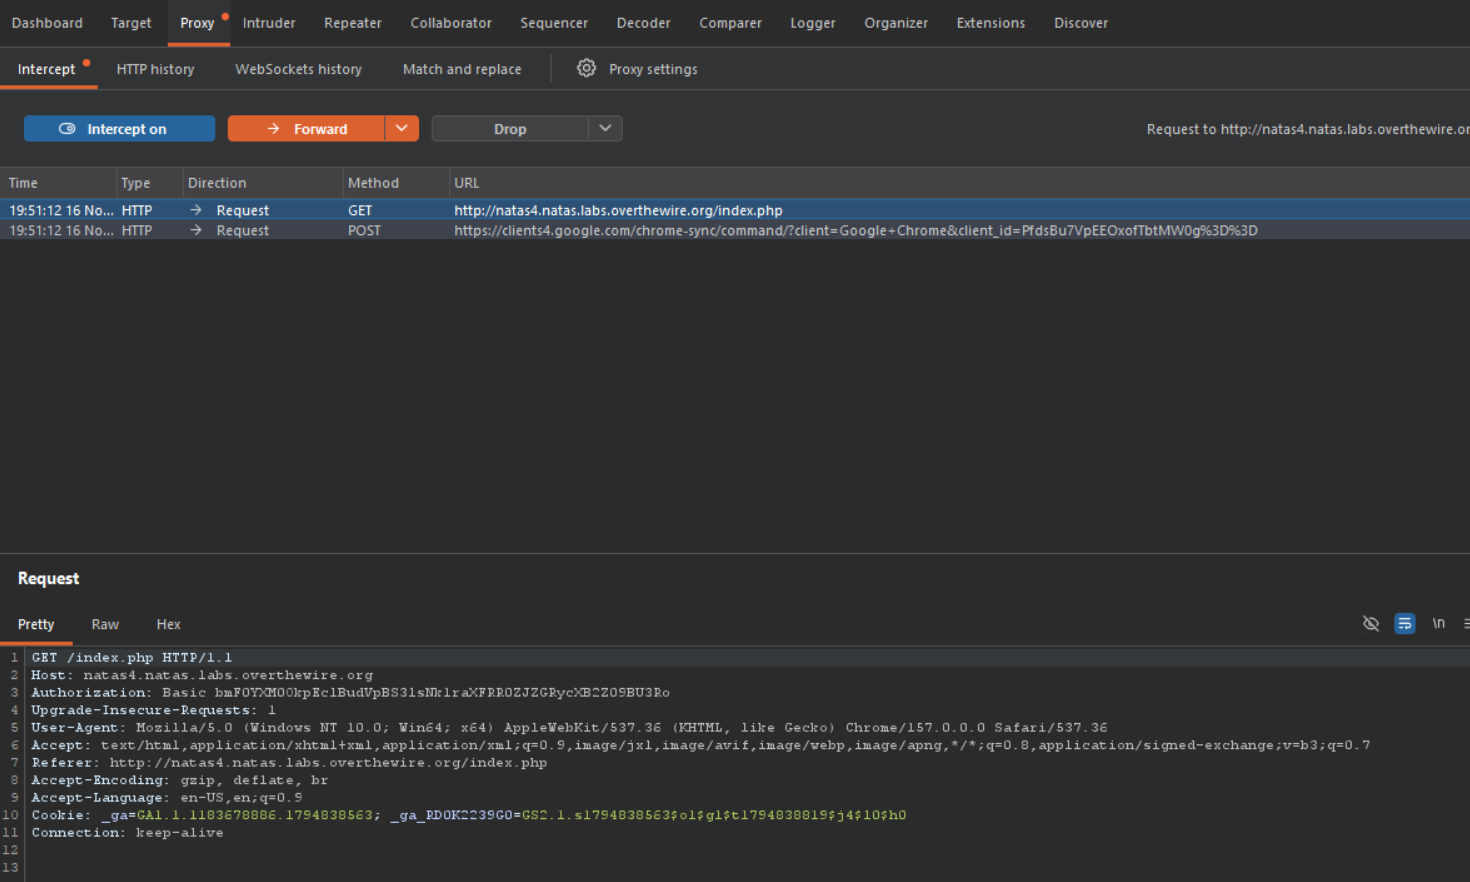 Dashboard Target Proxy Intruder Repeater Collaborator Sequencer Decoder Comparer Logger Organizer Extensions Discover
Intercept HTTP history WebSockets history Match and replace Proxy settings
Intercept on Forward Drop Request to http://natas4.natas.labs.overthewire.or
Time Type Direction Method URL
19:51:12 16 No... HTTP → Request GET http://natas4.natas.labs.overthewire.org/index.php
19:51:12 16 No... HTTP → Request POST https://clients4.google.com/chrome-sync/command/?client=Google+Chrome&client_id=PfdsBu7VpEEOxofTbtMW0g%3D%3D
Request
Pretty Raw Hex \n
1 GET /index.php HTTP/1.1
2 Host: natas4.natas.labs.overthewire.org
3 Authorization: Basic
4 Upgrade-Insecure-Requests: 1
5 User-Agent: Mozilla/5.0 (Windows NT 10.0; Win64; x64) AppleWebKit/537.36 (KHTML, like Gecko) Chrome/157.0.0.0 Safari/537.36
6 Accept: text/html,application/xhtml+xml,application/xml;q=0.9,image/jxl,image/avif,image/webp,image/apng,*/*;q=0.8,application/signed-exchange;v=b3;q=0.7
7 Referer: http://natas4.natas.labs.overthewire.org/index.php
8 Accept-Encoding: gzip, deflate, br
9 Accept-Language: en-US,en;q=0.9
10 Cookie: _ga=GA1.1.1183678886.1794838563; _ga_RD0K2239G0=GS2.1.s1794838563$o1$g1$t1794838819$j4$l0$h0
11 Connection: keep-alive
12
13